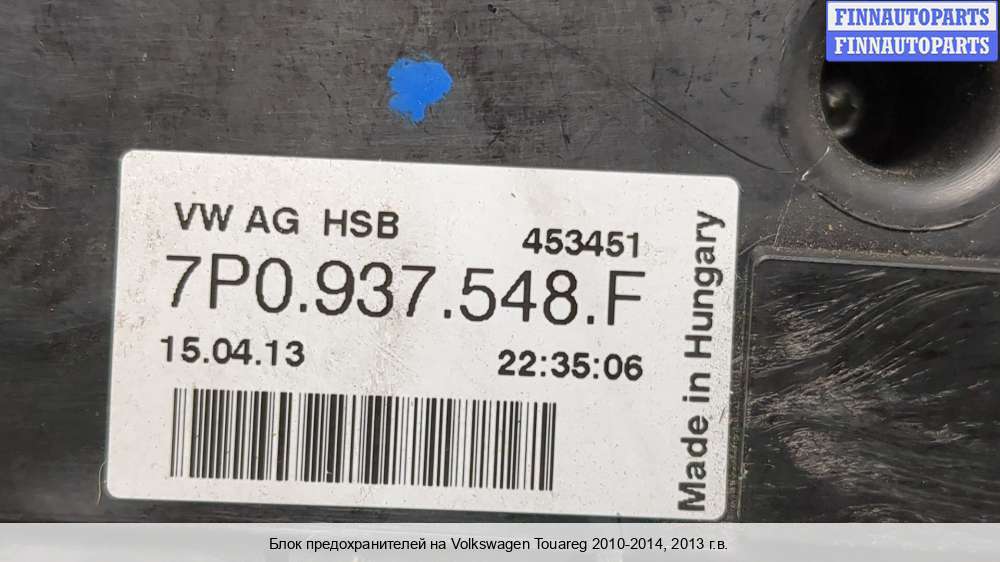 FINNAUTOPARTS
FINNAUTOPARTS
VW AG HSB
453451
7P0.937.548.F
15.04.13
22:35:06
Made in Hungary
Блок предохранителей на Volkswagen Touareg 2010-2014, 2013 г.в.